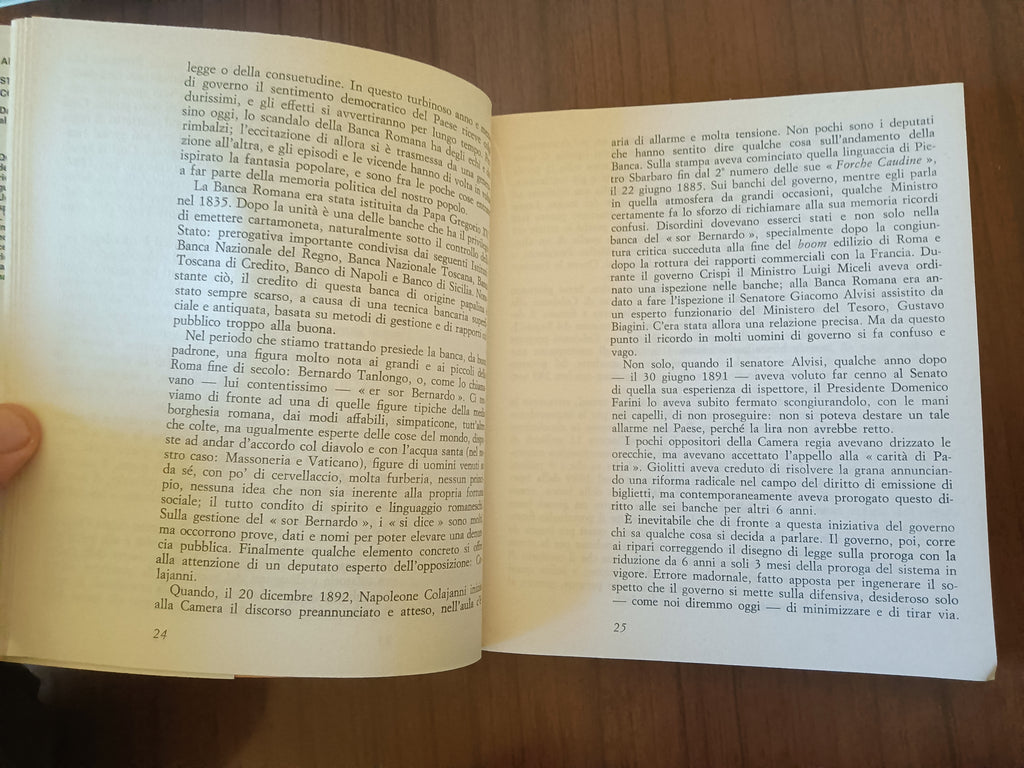 legge o della consuetudine. In questo turbinoso anno e
di governo il sentimento democratico del Paese riceve
durissimi, e gli effetti si avvertiranno per lungo tempo.
sino oggi, lo scandalo della Banca Romana ha degli echi e
rimbalzi; l'eccitazione di allora si è trasmessa da una
zione all'altra, e gli episodi e le vicende hanno di volta in
ispirato la fantasia popolare, e sono fra le poche cose
a far parte della memoria politica del nostro popolo.
La Banca Romana era stata istituita da Papa Gregorio
nel 1835. Dopo la unità è una delle banche che ha il
di emettere cartamoneta, naturalmente sotto il controllo
Stato: prerogativa importante condivisa dai seguenti
Banca Nazionale del Regno, Banca Nazionale Toscana,
Toscana di Credito, Banco di Napoli e Banco di Sicilia.
stante ciò, il credito di questa banca di origine papalina
stato sempre scarso, a causa di una tecnica bancaria
ciale e antiquata, basata su metodi di gestione e di rapporti
pubblico troppo alla buona.
Nel periodo che stiamo trattando presiede la banca, da
padrone, una figura molto nota ai grandi e ai piccoli
Roma fine di secolo: Bernardo Tanlongo, o, come lo
vano — lui contentissimo — « er sor Bernardo ». Ci
viamo di fronte ad una di quelle figure tipiche della
borghesia romana, dai modi affabili, simpaticone,
che colte, ma ugualmente esperte delle cose del mondo,
ste ad andar d'accordo col diavolo e con l'acqua santa (nel
stro caso: Massoneria e Vaticano), figure di uomini venuti
da sé, con po' di cervellaccio, molta furberia, nessun
pio, nessuna idea che non sia inerente alla propria
sociale; il tutto condito di spirito e linguaggio
Sulla gestione del « sor Bernardo », i « si dice » sono
ma occorrono prove, dati e nomi per poter elevare una
cia pubblica. Finalmente qualche elemento concreto si
alla attenzione di un deputato esperto dell'opposizione:
lajanni.
Quando, il 20 dicembre 1892, Napoleone Colajanni
alla Camera il discorso preannunciato e atteso, nell'aula c'è
24
aria di allarme e molta tensione. Non pochi sono i deputati
che hanno sentito dire qualche cosa sull'andamento della
Banca. Sulla stampa aveva cominciato quella linguaccia di Pie-
tro Sbarbaro fin dal 2° numero delle sue « Forche Caudine »,
il 22 giugno 1885. Sui banchi del governo, mentre egli parla
in quella atmosfera da grandi occasioni, qualche Ministro
certamente fa lo sforzo di richiamare alla sua memoria ricordi
confusi. Disordini dovevano esserci stati e non solo nella
banca del « sor Bernardo », specialmente dopo la congiun-
tura critica succeduta alla fine del boom edilizio di Roma e
dopo la rottura dei rapporti commerciali con la Francia. Du-
rante il governo Crispi il Ministro Luigi Miceli aveva ordi-
nato una ispezione nelle banche; alla Banca Romana era an-
dato a fare l'ispezione il Senatore Giacomo Alvisi assistito da
un esperto funzionario del Ministero del Tesoro, Gustavo
Biagini. C'era stata allora una relazione precisa. Ma da questo
punto il ricordo in molti uomini di governo si fa confuso e
vago.
Non solo, quando il senatore Alvisi, qualche anno dopo
— il 30 giugno 1891 — aveva voluto far cenno al Senato
di quella sua esperienza di ispettore, il Presidente Domenico
Farini lo aveva subito fermato scongiurandolo, con le mani
nei capelli, di non proseguire: non si poteva destare un tale
allarme nel Paese, perché la lira non avrebbe retto.
I pochi oppositori della Camera regia avevano drizzato le
orecchie, ma avevano accettato l'appello alla « carità di Pa-
tria ». Giolitti aveva creduto di risolvere la grana annuncian-
do una riforma radicale nel campo del diritto di emissione di
biglietti, ma contemporaneamente aveva prorogato questo di-
ritto alle sei banche per altri 6 anni.
È inevitabile che di fronte a questa iniziativa del governo
chi sa qualche cosa si decida a parlare. Il governo, poi, corre
ai ripari correggendo il disegno di legge sulla proroga con la
riduzione da 6 anni a soli 3 mesi della proroga del sistema in
vigore. Errore madornale, fatto apposta per ingenerare il so-
spetto che il governo si mette sulla difensiva, desideroso solo
— come noi diremmo oggi — di minimizzare e di tirar via.
25